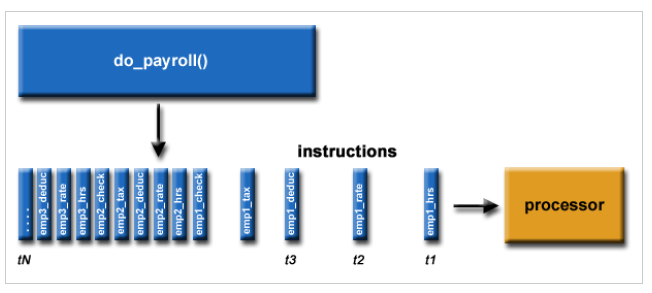 do_payroll()
instructions
. . . .
emp3_deduc
emp3_rate
emp3_hrs
emp2_check
emp2_tax
emp2_deduc
emp2_rate
emp2_hrs
emp1_check
emp1_tax
emp1_deduc
emp1_rate
emp1_hrs
processor
tN
t3
t2
t1